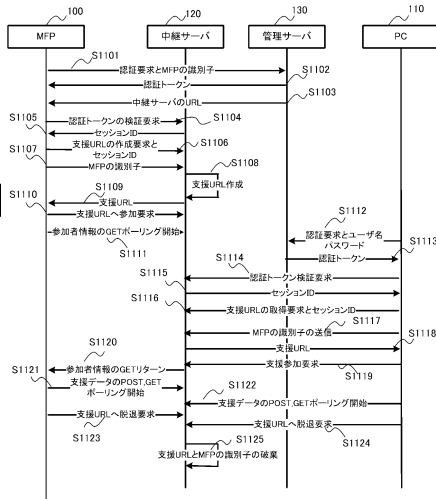 100
120
130
110
MFP
中継サーバ
管理サーバ
PC
S1101
認証要求とMFPの識別子
S1102
認証トークン
S1103
中継サーバのURL
S1105
S1104
認証トークンの検証要求
セッションID
S1106
支援URLの作成要求と
セッションID
S1107
MFPの識別子
S1108
支援URL作成
S1109
支援URL
S1110
支援URLへ参加要求
S1112
参加者情報のGETポーリング開始
S1111
認証要求とユーザ名
パスワード
S1113
認証トークン
S1114
認証トークン検証要求
S1115
セッションID
S1116
支援URLの取得要求とセッションID
S1117
MFPの識別子の送信
S1118
支援URL
S1120
支援参加要求
S1119
参加者情報のGETリターン
S1121
支援データのPOST,GET
ポーリング開始
S1122
支援データのPOST,GETポーリング開始
支援URLへ脱退要求
S1123
支援URLへ脱退要求
S1124
S1125
支援URLとMFPの識別子の破棄